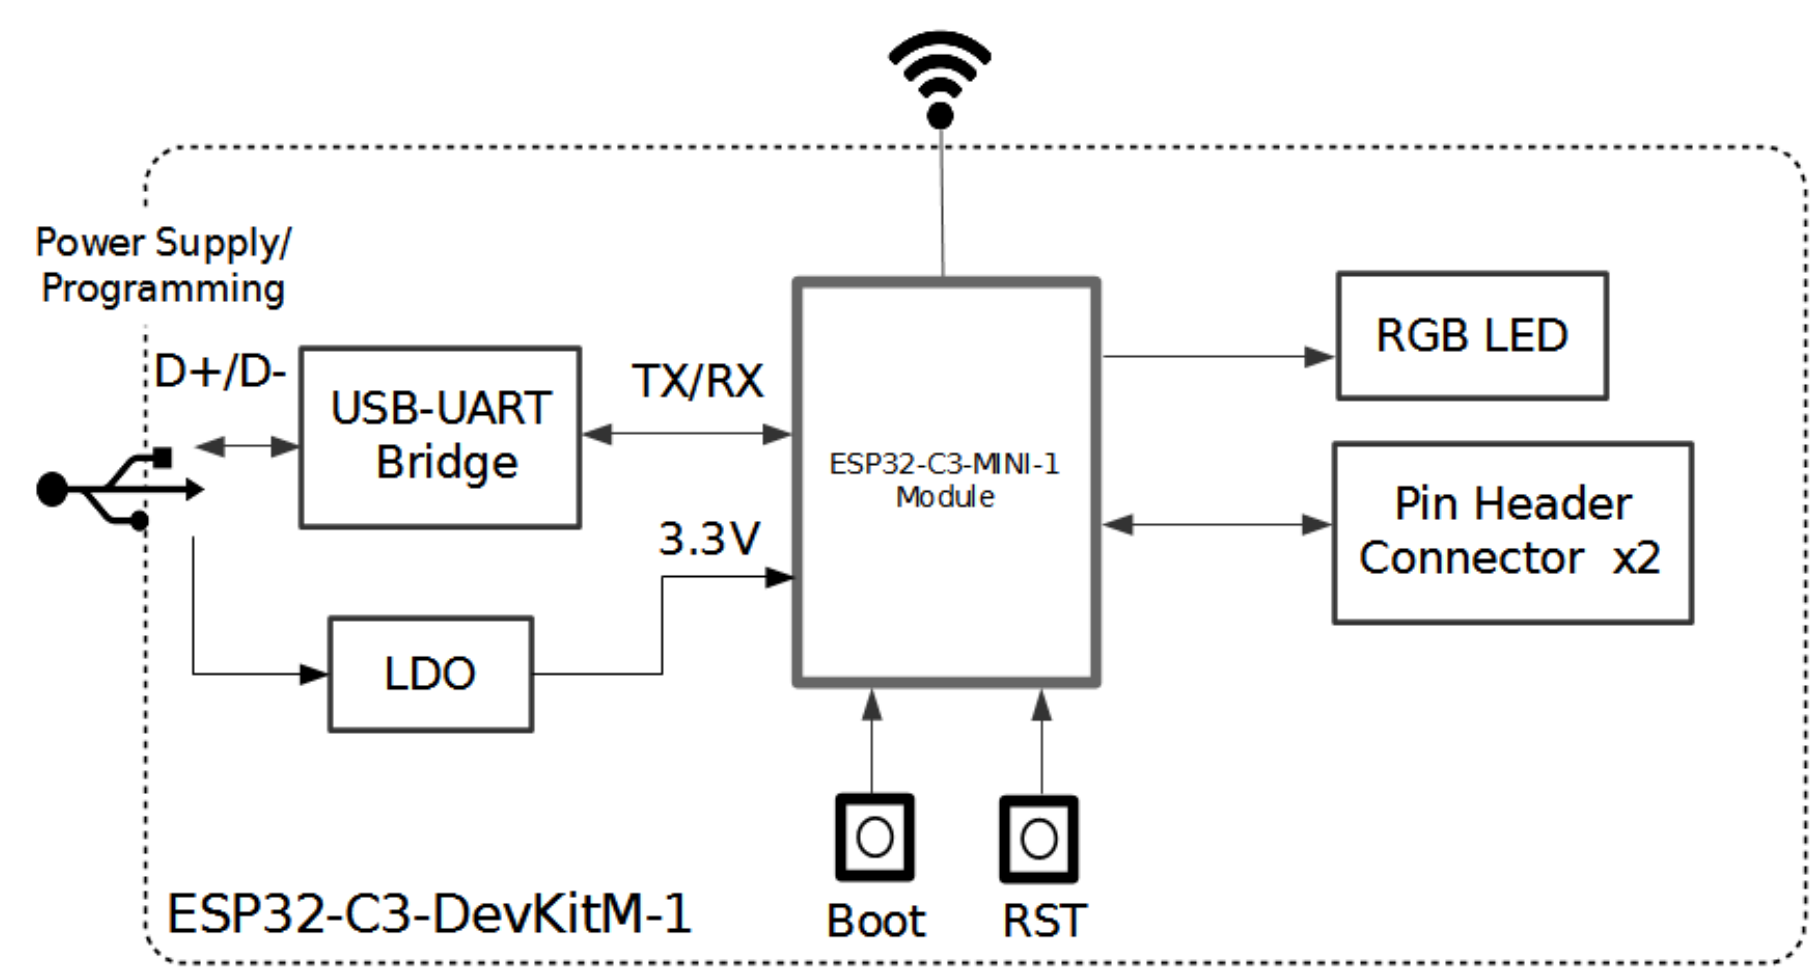 Power Supply/
Programming
D+/D-
USB-UART
Bridge
TX/RX
3.3V
LDO
ESP32-C3-MINI-1
Module
RGB LED
Pin Header
Connector x2
Boot
RST
ESP32-C3-DevKitM-1